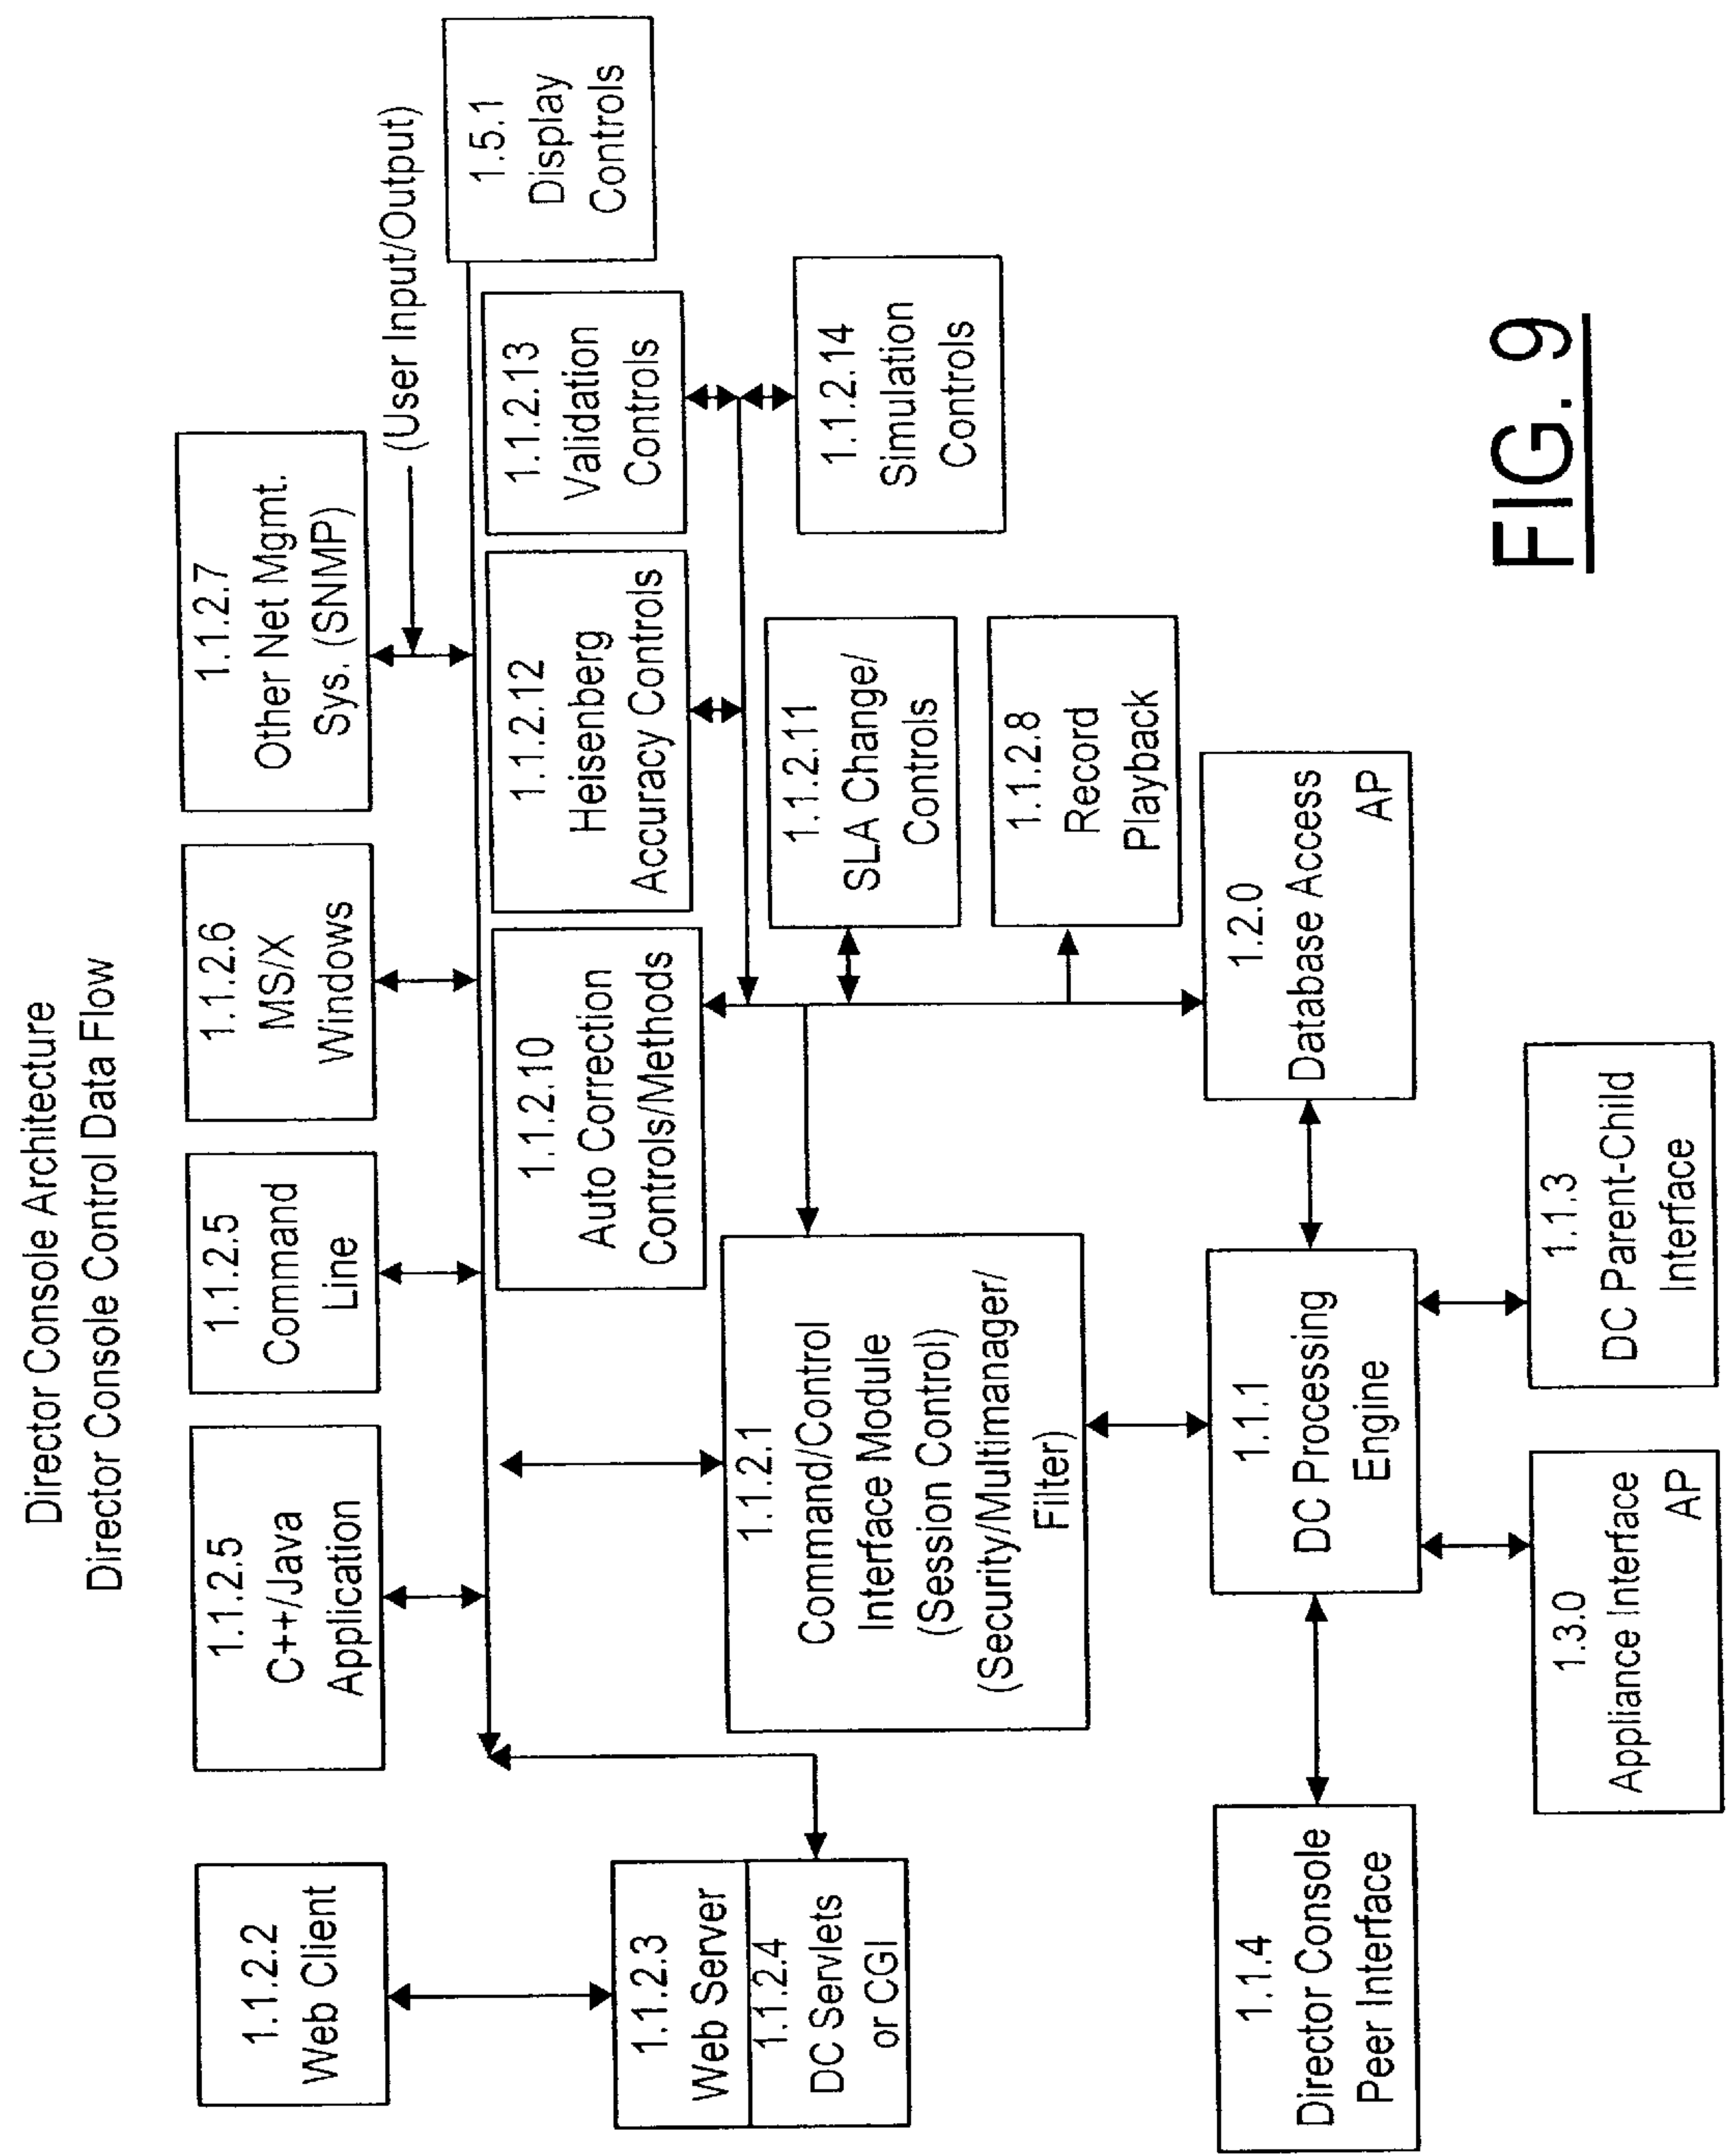 Director Console Architecture
Director Console Control Data Flow
1.1.2.2
Web Client
1.1.2.5
C++/Java
Application
1.1.2.5
Command
Line
1.1.2.6
MS/X
Windows
1.1.2.7
Other Net Mgmt.
Sys. (SNMP)
(User Input/Output)
1.5.1
Display
Controls
1.1.2.10
Auto Correction
Controls/Methods
1.1.2.12
Heisenberg
Accuracy Controls
1.1.2.13
Validation
Controls
1.1.2.3
Web Server
1.1.2.4
DC Servlets
or CGI
1.1.2.1
Command/Control
Interface Module
(Session Control)
(Security/Multimanager/
Filter)
1.1.2.11
SLA Change/
Controls
1.1.2.14
Simulation
Controls
1.1.2.8
Record
Playback
1.1.4
Director Console
Peer Interface
1.1.1
DC Processing
Engine
1.2.0
Database Access
AP
1.3.0
Appliance Interface
AP
1.1.3
DC Parent-Child
Interface
FIG. 9